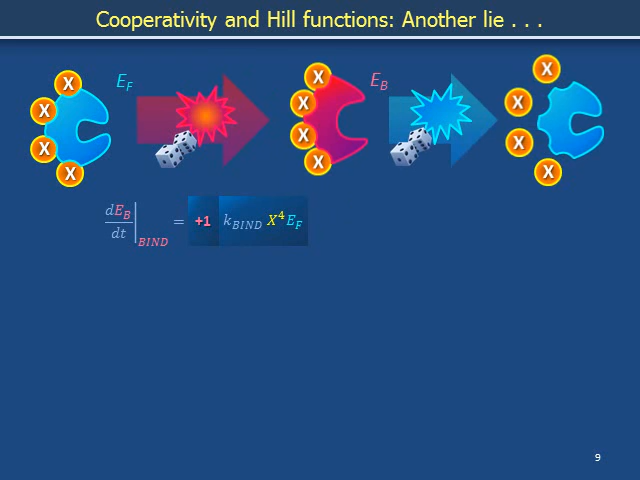 Cooperativity and Hill functions: Another lie . . .
X X X X E_F X X X X E_B X X X X
dE_B/dt |_BIND = +1 k_BIND X^4 E_F
9